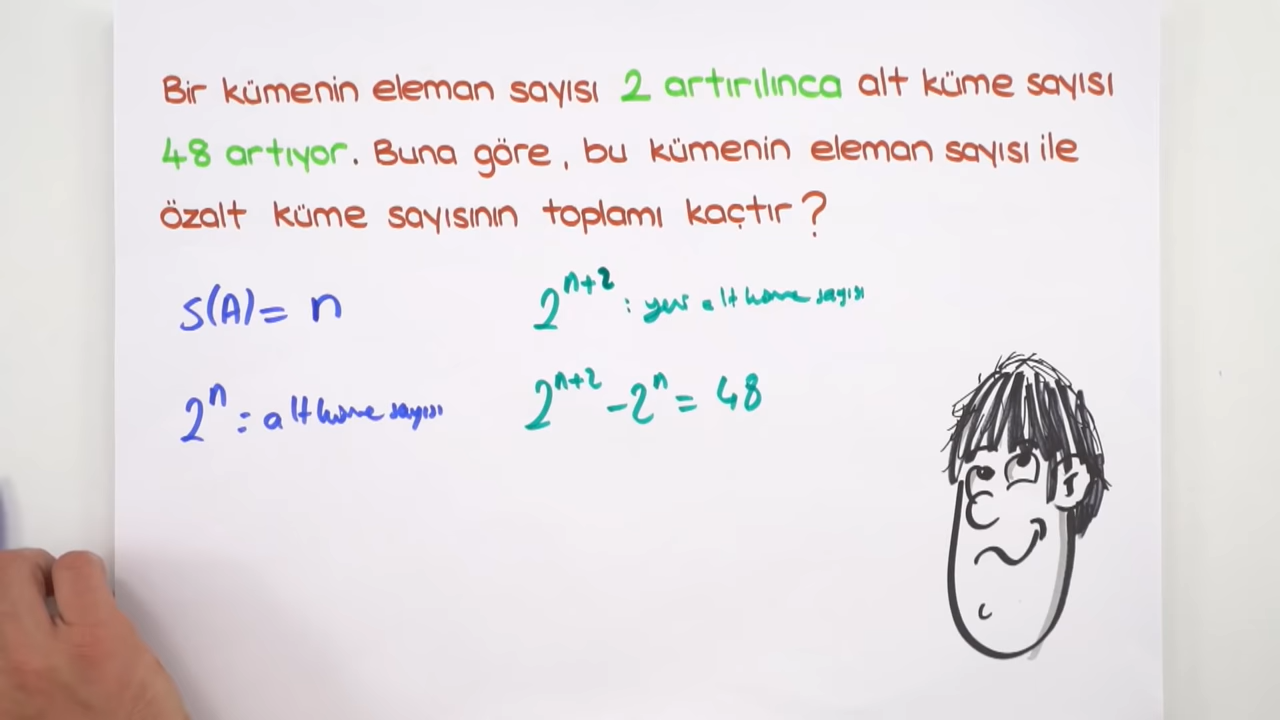 Bir kümenin eleman sayısı 2 artırılınca alt küme sayısı
48 artıyor. Buna göre, bu kümenin eleman sayısı ile
özalt küme sayısının toplamı kaçtır?
S(A) = n
2^n : alt küme sayısı
2^{n+2} : yeni alt küme sayısı
2^{n+2} - 2^n = 48